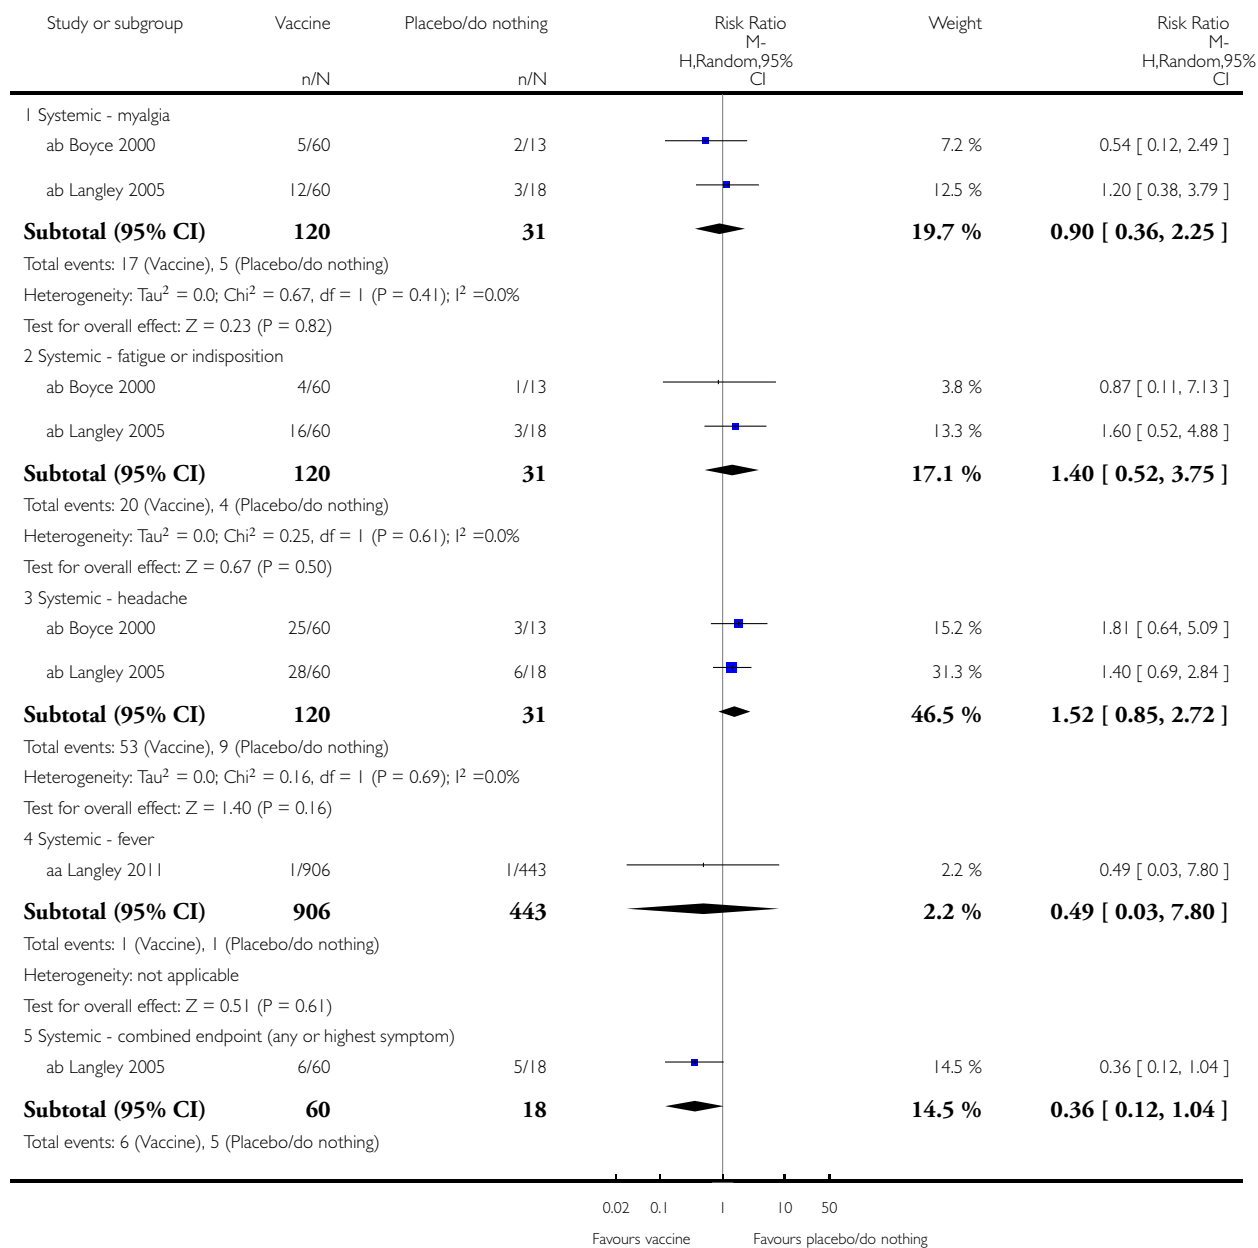 Study or subgroup Vaccine Placebo/do nothing Risk Ratio Weight Risk Ratio
M- M-
H,Random,95% H,Random,95%
n/N n/N CI CI
1 Systemic - myalgia
ab Boyce 2000 5/60 2/13 7.2 % 0.54 [ 0.12, 2.49 ]
ab Langley 2005 12/60 3/18 12.5 % 1.20 [ 0.38, 3.79 ]
Subtotal (95% CI) 120 31 19.7 % 0.90 [ 0.36, 2.25 ]
Total events: 17 (Vaccine), 5 (Placebo/do nothing)
Heterogeneity: Tau² = 0.0; Chi² = 0.67, df = 1 (P = 0.41); I² =0.0%
Test for overall effect: Z = 0.23 (P = 0.82)
2 Systemic - fatigue or indisposition
ab Boyce 2000 4/60 1/13 3.8 % 0.87 [ 0.11, 7.13 ]
ab Langley 2005 16/60 3/18 13.3 % 1.60 [ 0.52, 4.88 ]
Subtotal (95% CI) 120 31 17.1 % 1.40 [ 0.52, 3.75 ]
Total events: 20 (Vaccine), 4 (Placebo/do nothing)
Heterogeneity: Tau² = 0.0; Chi² = 0.25, df = 1 (P = 0.61); I² =0.0%
Test for overall effect: Z = 0.67 (P = 0.50)
3 Systemic - headache
ab Boyce 2000 25/60 3/13 15.2 % 1.81 [ 0.64, 5.09 ]
ab Langley 2005 28/60 6/18 31.3 % 1.40 [ 0.69, 2.84 ]
Subtotal (95% CI) 120 31 46.5 % 1.52 [ 0.85, 2.72 ]
Total events: 53 (Vaccine), 9 (Placebo/do nothing)
Heterogeneity: Tau² = 0.0; Chi² = 0.16, df = 1 (P = 0.69); I² =0.0%
Test for overall effect: Z = 1.40 (P = 0.16)
4 Systemic - fever
aa Langley 2011 1/906 1/443 2.2 % 0.49 [ 0.03, 7.80 ]
Subtotal (95% CI) 906 443 2.2 % 0.49 [ 0.03, 7.80 ]
Total events: 1 (Vaccine), 1 (Placebo/do nothing)
Heterogeneity: not applicable
Test for overall effect: Z = 0.51 (P = 0.61)
5 Systemic - combined endpoint (any or highest symptom)
ab Langley 2005 6/60 5/18 14.5 % 0.36 [ 0.12, 1.04 ]
Subtotal (95% CI) 60 18 14.5 % 0.36 [ 0.12, 1.04 ]
Total events: 6 (Vaccine), 5 (Placebo/do nothing)
0.02 0.1 1 10 50
Favours vaccine Favours placebo/do nothing